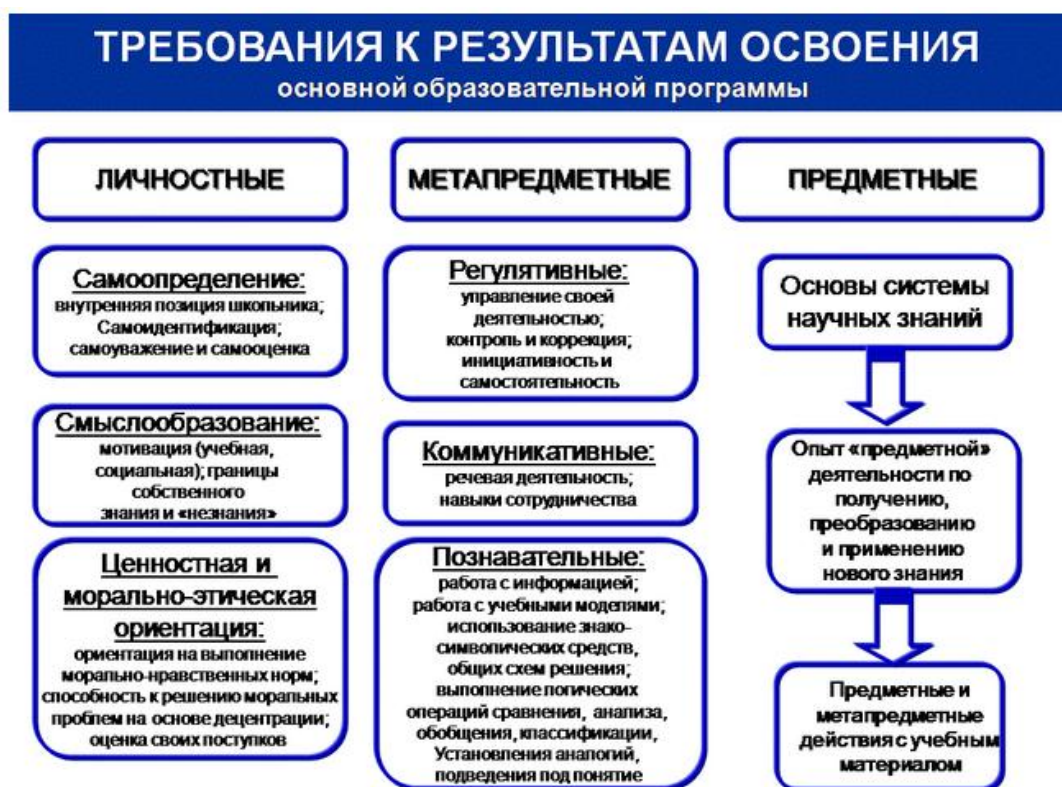 ТРЕБОВАНИЯ К РЕЗУЛЬТАТАМ ОСВОЕНИЯ
основной образовательной программы
ЛИЧНОСТНЫЕ
Самоопределение:
внутренняя позиция школьника;
Самоидентификация;
самоуважение и самооценка
Смыслообразование:
мотивация (учебная,
социальная); границы
собственного
знания и «незнания»
Ценностная и
морально-этическая
ориентация:
ориентация на выполнение
морально-нравственных норм;
способность к решению моральных
проблем на основе децентрации;
оценка своих поступков
МЕТАПРЕДМЕТНЫЕ
Регулятивные:
управление своей
деятельностью;
контроль и коррекция;
инициативность и
самостоятельность
Коммуникативные:
речевая деятельность;
навыки сотрудничества
Познавательные:
работа с информацией;
работа с учебными моделями;
использование знако-
символических средств,
общих схем решения;
выполнение логических
операций сравнения, анализа,
обобщения, классификации,
Установления аналогий,
подведения под понятие
ПРЕДМЕТНЫЕ
Основы системы
научных знаний
Опыт «предметной»
деятельности по
получению,
преобразованию
и применению
нового знания
Предметные и
метапредметные
действия с учебным
материалом